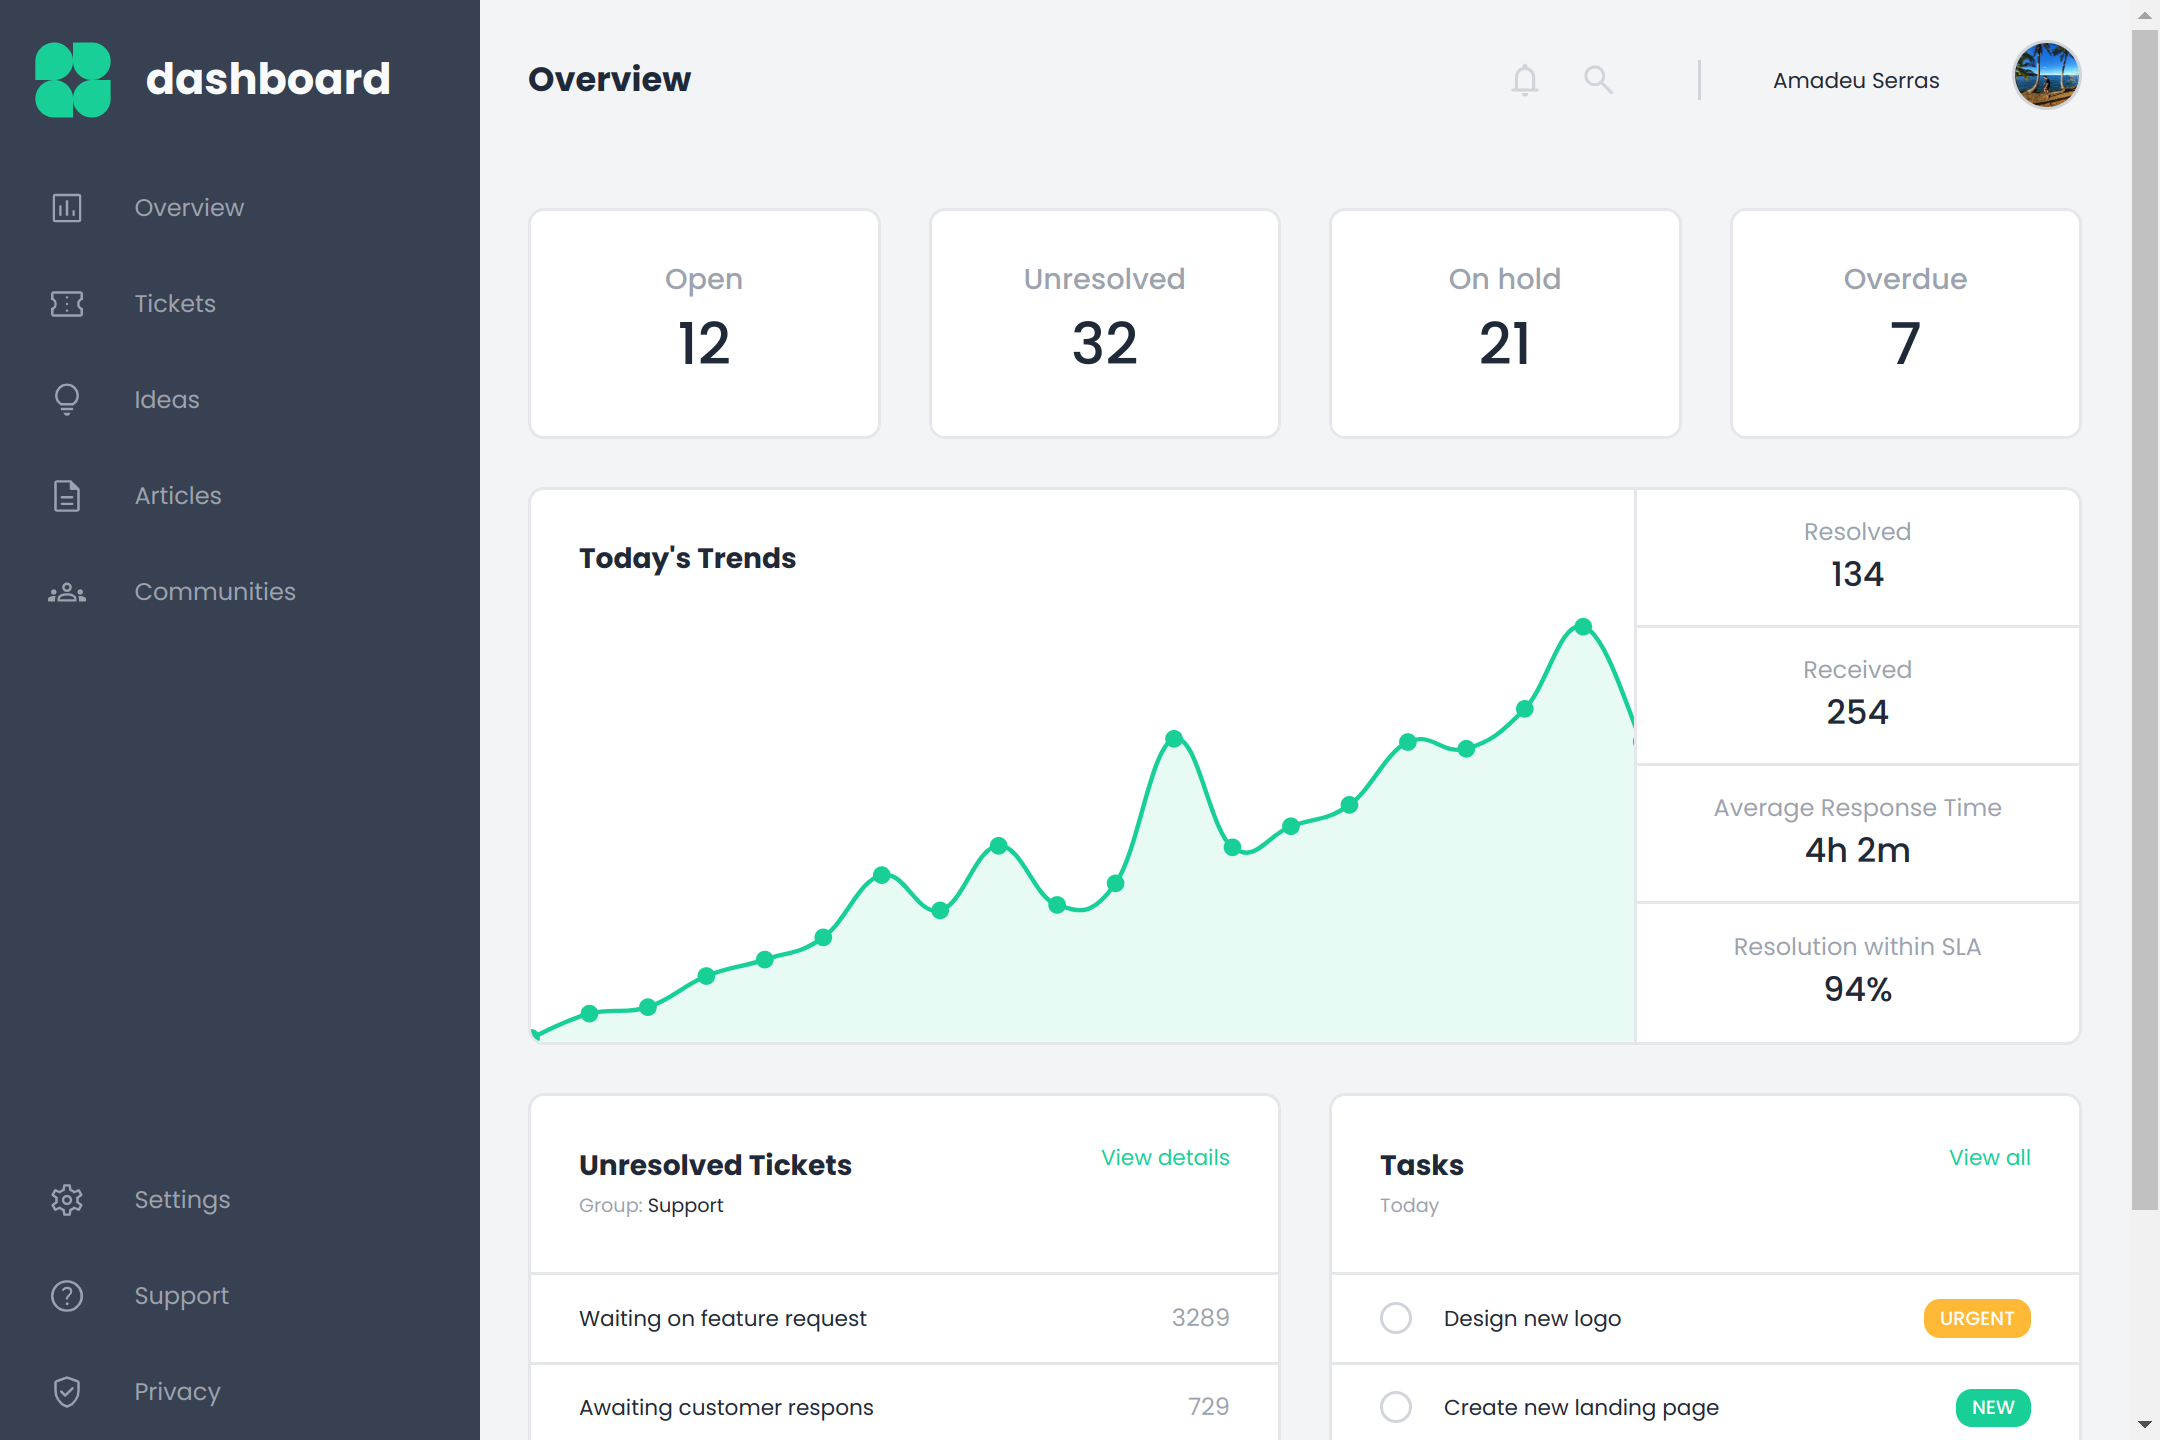 dashboard
Overview
Tickets
Ideas
Articles
Communities
Settings
Support
Privacy
Overview
Amadeu Serras
Open
12
Unresolved
32
On hold
21
Overdue
7
Today's Trends
Resolved
134
Received
254
Average Response Time
4h 2m
Resolution within SLA
94%
Unresolved Tickets
View details
Group: Support
Waiting on feature request
3289
Awaiting customer respons
729
Tasks
View all
Today
Design new logo
URGENT
Create new landing page
NEW